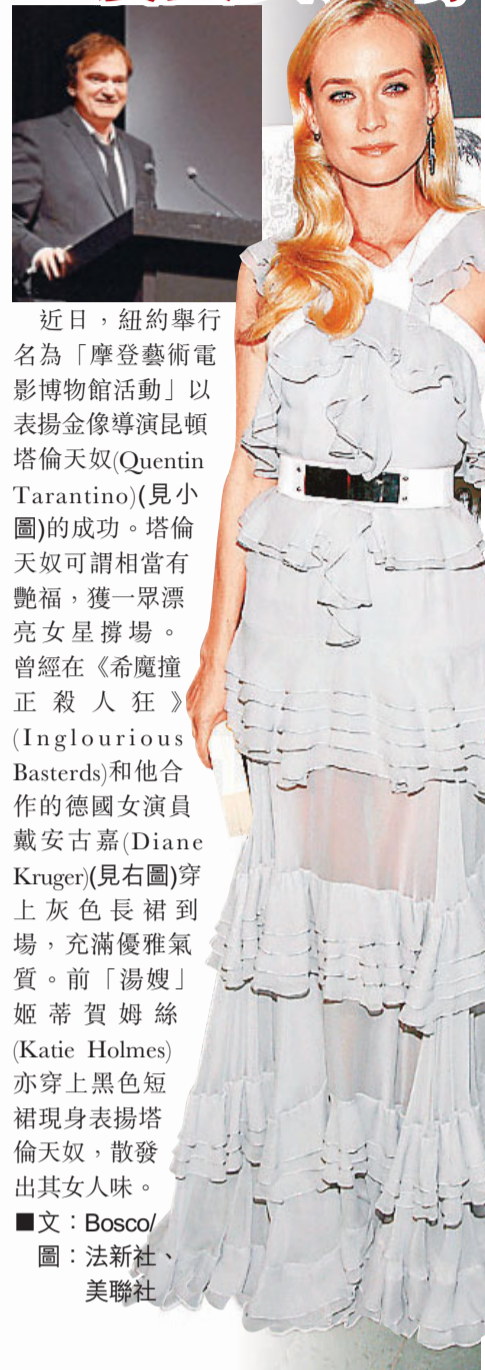 近日，紐約舉行
名為「摩登藝術電
影博物館活動」以
表揚金像導演昆頓
塔倫天奴(Quentin
Tarantino)(見小
圖)的成功。塔倫
天奴可謂相當有
艷福，獲一眾漂
亮女星撐場。
曾經在《希魔撞
正殺人狂》
(Inglourious
Basterds)和他合
作的德國女演員
戴安古嘉(Diane
Kruger)(見右圖)穿
上灰色長裙到
場，充滿優雅氣
質。前「湯嫂」
姬蒂賀姆絲
(Katie Holmes)
亦穿上黑色短
裙現身表揚塔
倫天奴，散發
出其女人味。
■文：Bosco/
圖：法新社、
美聯社